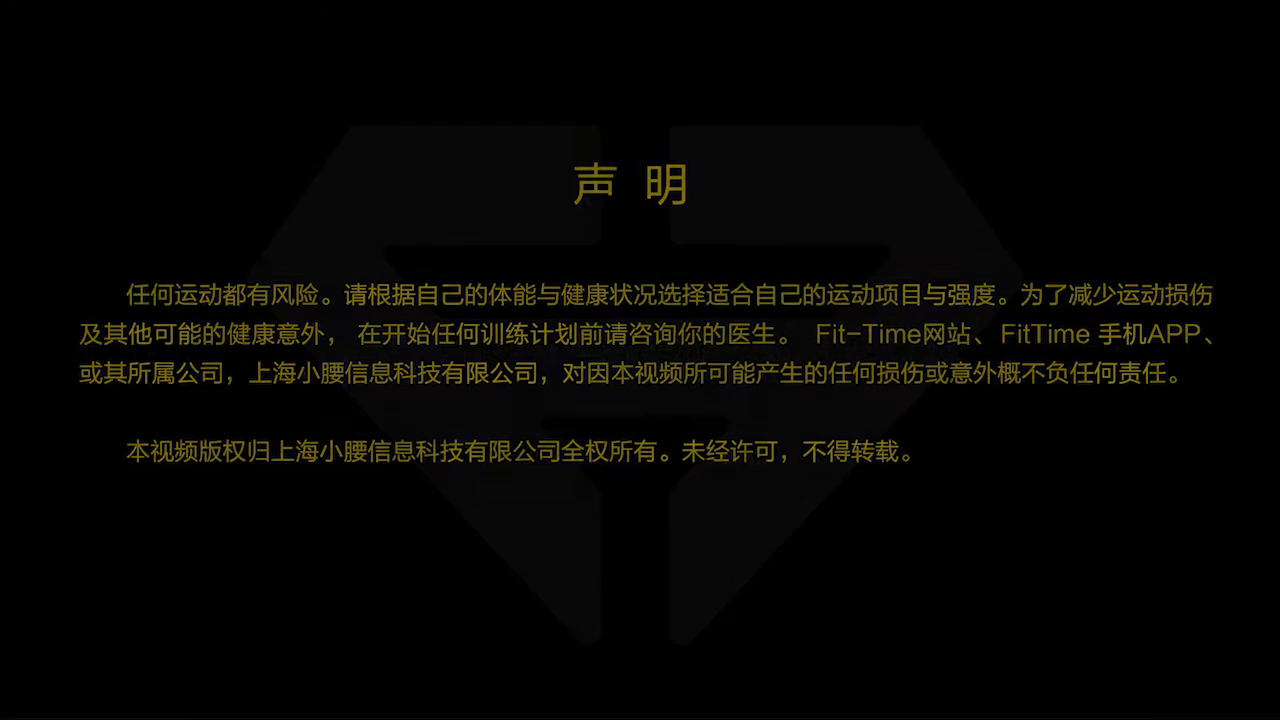 声 明
任何运动都有风险。请根据自己的体能与健康状况选择适合自己的运动项目与强度。为了减少运动损伤
及其他可能的健康意外， 在开始任何训练计划前请咨询你的医生。 Fit-Time网站、FitTime 手机APP、
或其所属公司，上海小腰信息科技有限公司，对因本视频所可能产生的任何损伤或意外概不负任何责任。
本视频版权归上海小腰信息科技有限公司全权所有。未经许可，不得转载。